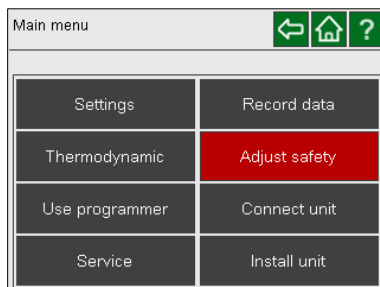 Main menu ?
Settings Record data
Thermodynamic Adjust safety
Use programmer Connect unit
Service Install unit